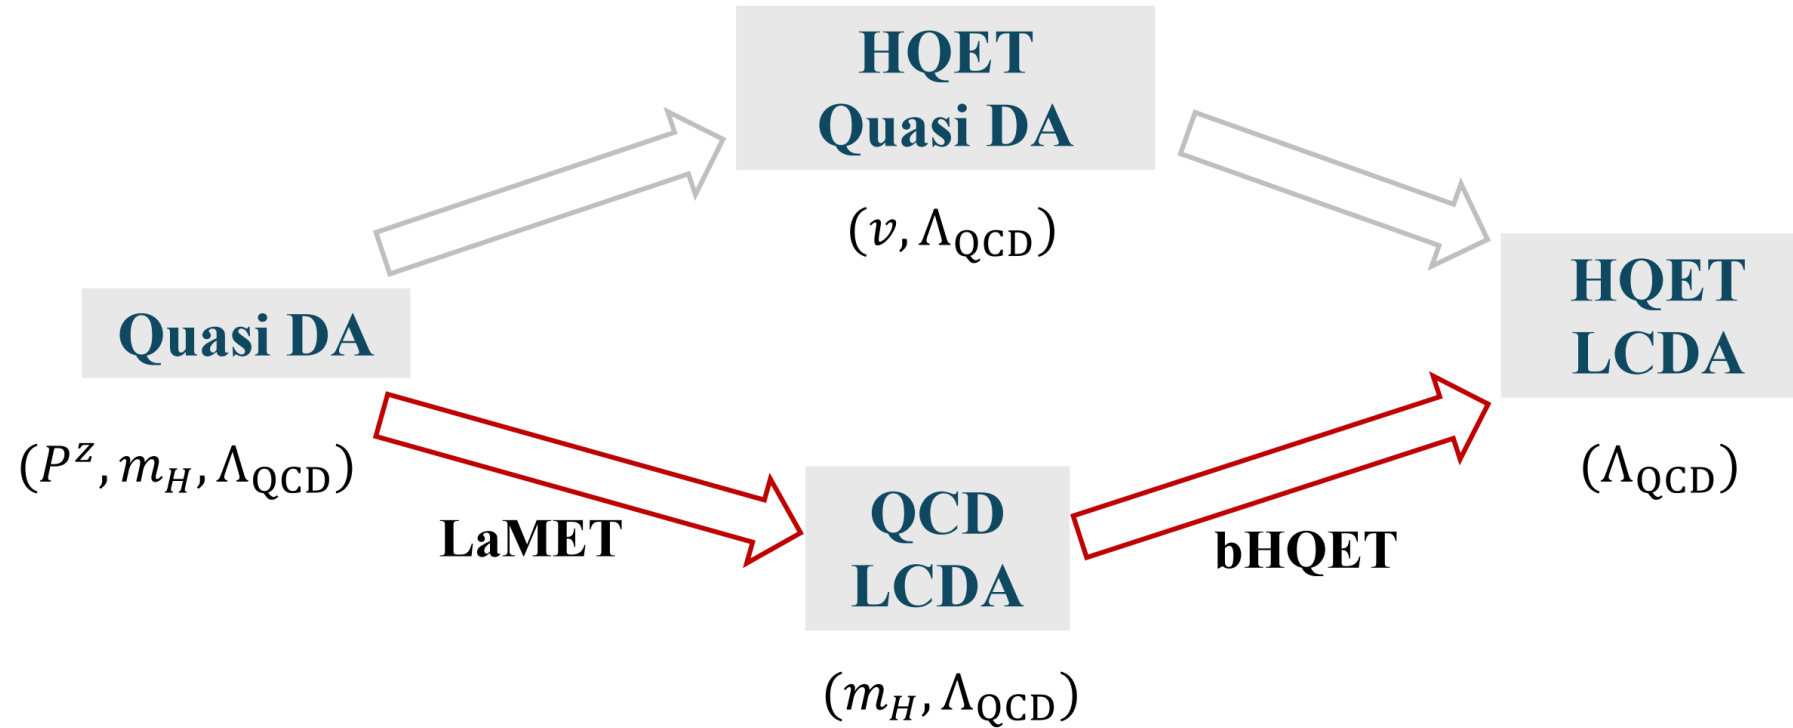 HQET
Quasi DA
(v, Λ_QCD)
Quasi DA
(P^z, m_H, Λ_QCD)
LaMET
QCD
LCDA
(m_H, Λ_QCD)
bHQET
HQET
LCDA
(Λ_QCD)